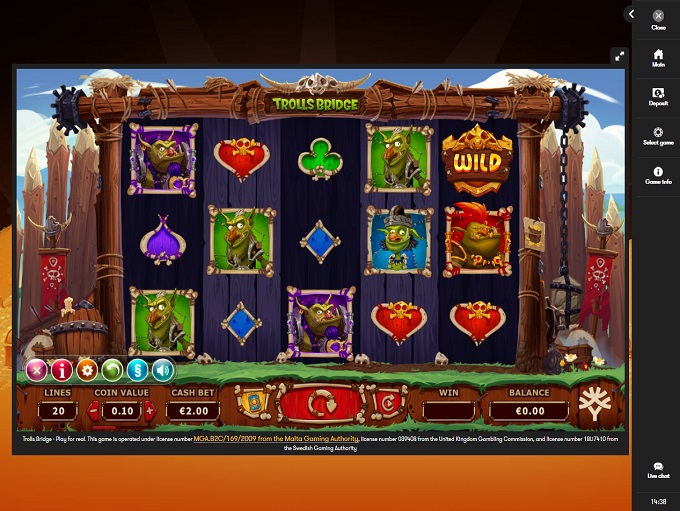 Close
Main
Deposit
Select game
Game Info
TROLLS BRIDGE
WILD
LINES
COIN VALUE
CASH BET
WIN
BALANCE
20
0.10
€2.00
€0.00
Trolls Bridge - Play for real. This game is operated under license number MGA.B2C/169/2009 from the Malta Gaming Authority, license number 039408 from the United Kingdom Gambling Commission, and license number 18Li7410 from
the Swedish Gaming Authority
Live chat
14:38